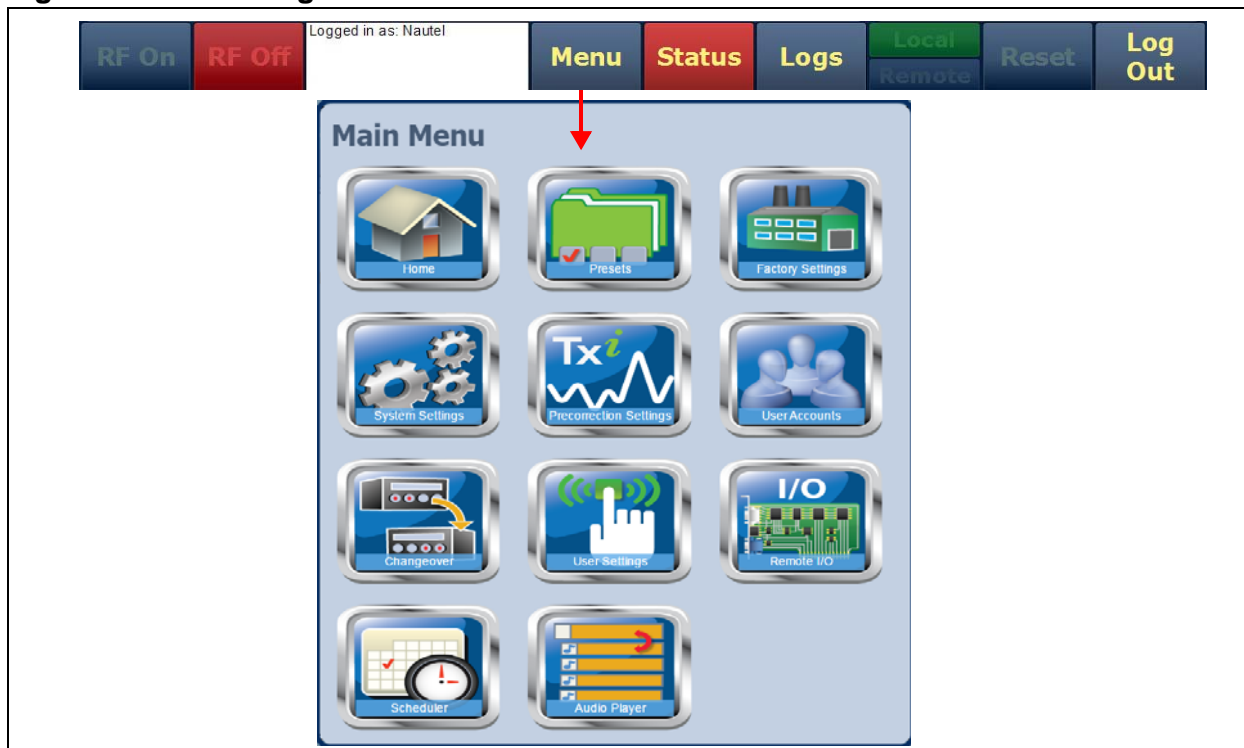 Logged in as: Nautel
RF On
RF Off
Menu
Status
Logs
Local
Remote
Reset
Log
Out
Main Menu
Home
Presets
Factory Settings
System Settings
Txi
Precorrection Settings
User Accounts
Changeover
User Settings
I/O
Remote I/O
Scheduler
Audio Player